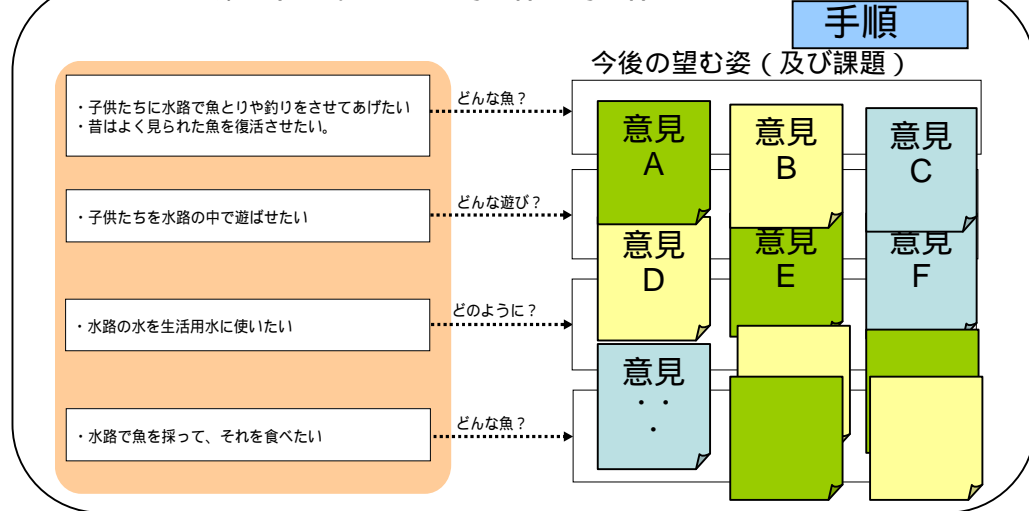 手順
今後の望む姿(及び課題)
・子供たちに水路で魚とりや釣りをさせてあげたい
・昔はよく見られた魚を復活させたい。
どんな魚?
・子供たちを水路の中で遊ばせたい
どんな遊び?
・水路の水を生活用水に使いたい
どのように?
・水路で魚を採って、それを食べたい
どんな魚?
意見
A
意見
B
意見
C
意見
D
意見
E
意見
F
意見
・・
・